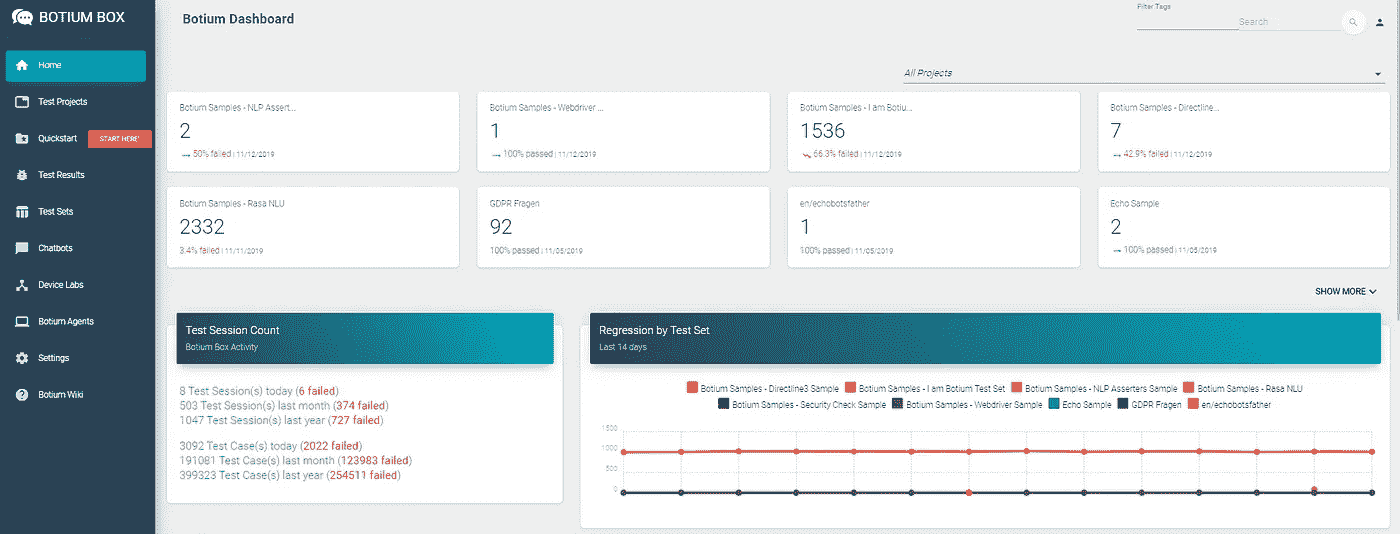 BOTIUM BOX
Home
Test Projects
Quickstart START HERE!
Test Results
Test Sets
Chatbots
Device Labs
Botium Agents
Settings
Botium Wiki
Botium Dashboard
Filter Tags
Search
All Projects
Botium Samples - NLP Assert...
2
50% failed | 11/12/2019
Botium Samples - Webdriver ...
1
100% passed | 11/12/2019
Botium Samples - I am Botiu...
1536
66.3% failed | 11/12/2019
Botium Samples - Directline...
7
42.9% failed | 11/12/2019
Botium Samples - Rasa NLU
2332
3.4% failed | 11/11/2019
GDPR Fragen
92
100% passed | 11/05/2019
en/echobotsfather
1
100% passed | 11/05/2019
Echo Sample
2
100% passed | 11/05/2019
SHOW MORE
Test Session Count
Botium Box Activity
8 Test Session(s) today (6 failed)
503 Test Session(s) last month (374 failed)
1047 Test Session(s) last year (727 failed)
3092 Test Case(s) today (2022 failed)
191081 Test Case(s) last month (123983 failed)
399323 Test Case(s) last year (254511 failed)
Regression by Test Set
Last 14 days
Botium Samples - Directline3 Sample Botium Samples - I am Botium Test Set Botium Samples - NLP Asserters Sample Botium Samples - Rasa NLU
Botium Samples - Security Check Sample Botium Samples - Webdriver Sample Echo Sample GDPR Fragen en/echobotsfather
1500
1000
500
0